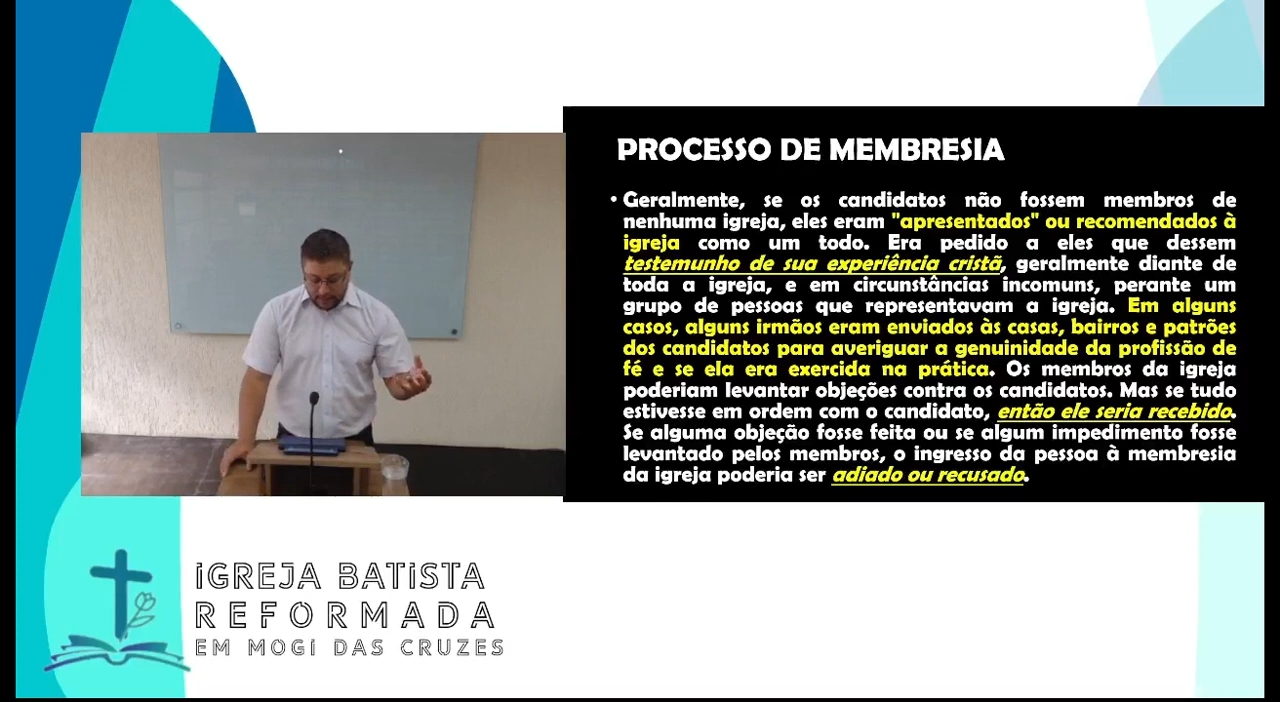 PROCESSO DE MEMBRESIA
• Geralmente, se os candidatos não fossem membros de
nenhuma igreja, eles eram "apresentados" ou recomendados à
igreja como um todo. Era pedido a eles que dessem
testemunho de sua experiência cristã, geralmente diante de
toda a igreja, e em circunstâncias incomuns, perante um
grupo de pessoas que representavam a igreja. Em alguns
casos, alguns irmãos eram enviados às casas, bairros e patrões
dos candidatos para averiguar a genuinidade da profissão de
fé e se ela era exercida na prática. Os membros da igreja
poderiam levantar objeções contra os candidatos. Mas se tudo
estivesse em ordem com o candidato, então ele seria recebido.
Se alguma objeção fosse feita ou se algum impedimento fosse
levantado pelos membros, o ingresso da pessoa à membresia
da igreja poderia ser adiado ou recusado.
IGREJA BATISTA
REFORMADA
EM MOGI DAS CRUZES